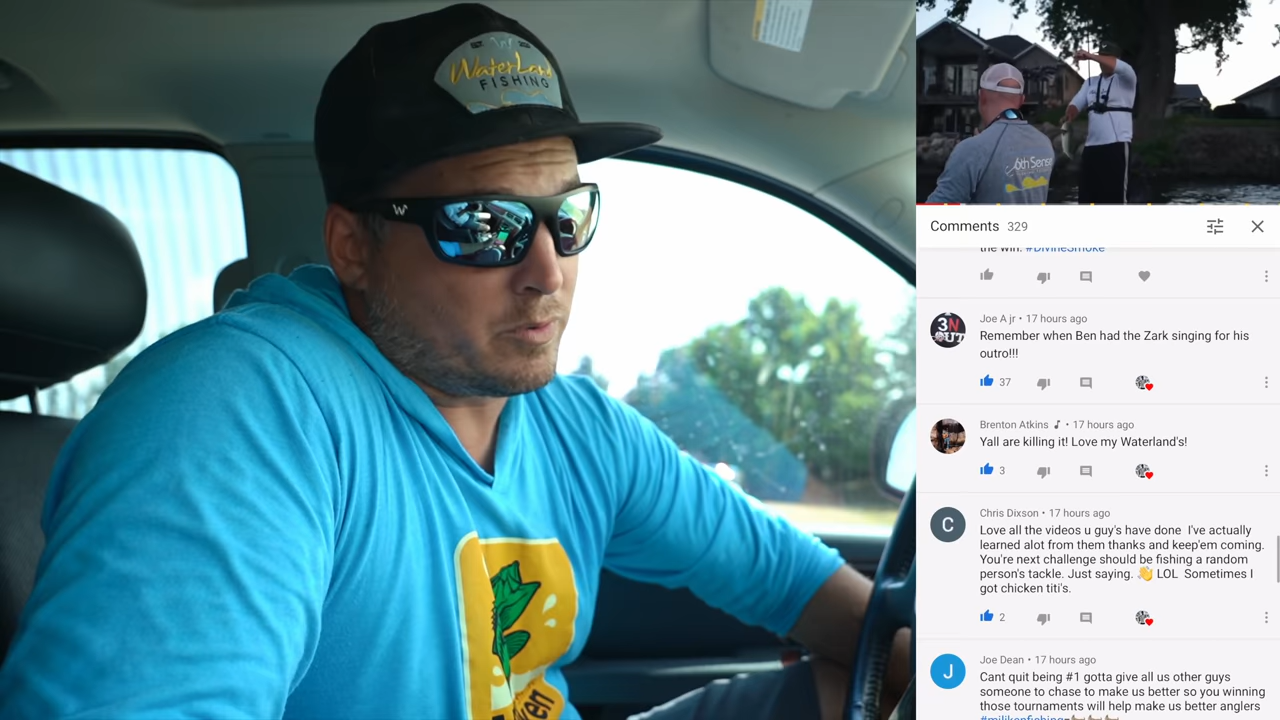 WaterLand
FISHING
W
6th Sense
Comments 329
the win. #DivineSmoke
Joe A jr • 17 hours ago
Remember when Ben had the Zark singing for his
outro!!!
37
Brenton Atkins 🎵 • 17 hours ago
Yall are killing it! Love my Waterland's!
3
C
Chris Dixson • 17 hours ago
Love all the videos u guy's have done I've actually
learned alot from them thanks and keep'em coming.
You're next challenge should be fishing a random
person's tackle. Just saying. 👋 LOL Sometimes I
got chicken titi's.
2
J
Joe Dean • 17 hours ago
Cant quit being #1 gotta give all us other guys
someone to chase to make us better so you winning
those tournaments will help make us better anglers
#milikenfishing
3N
OUT